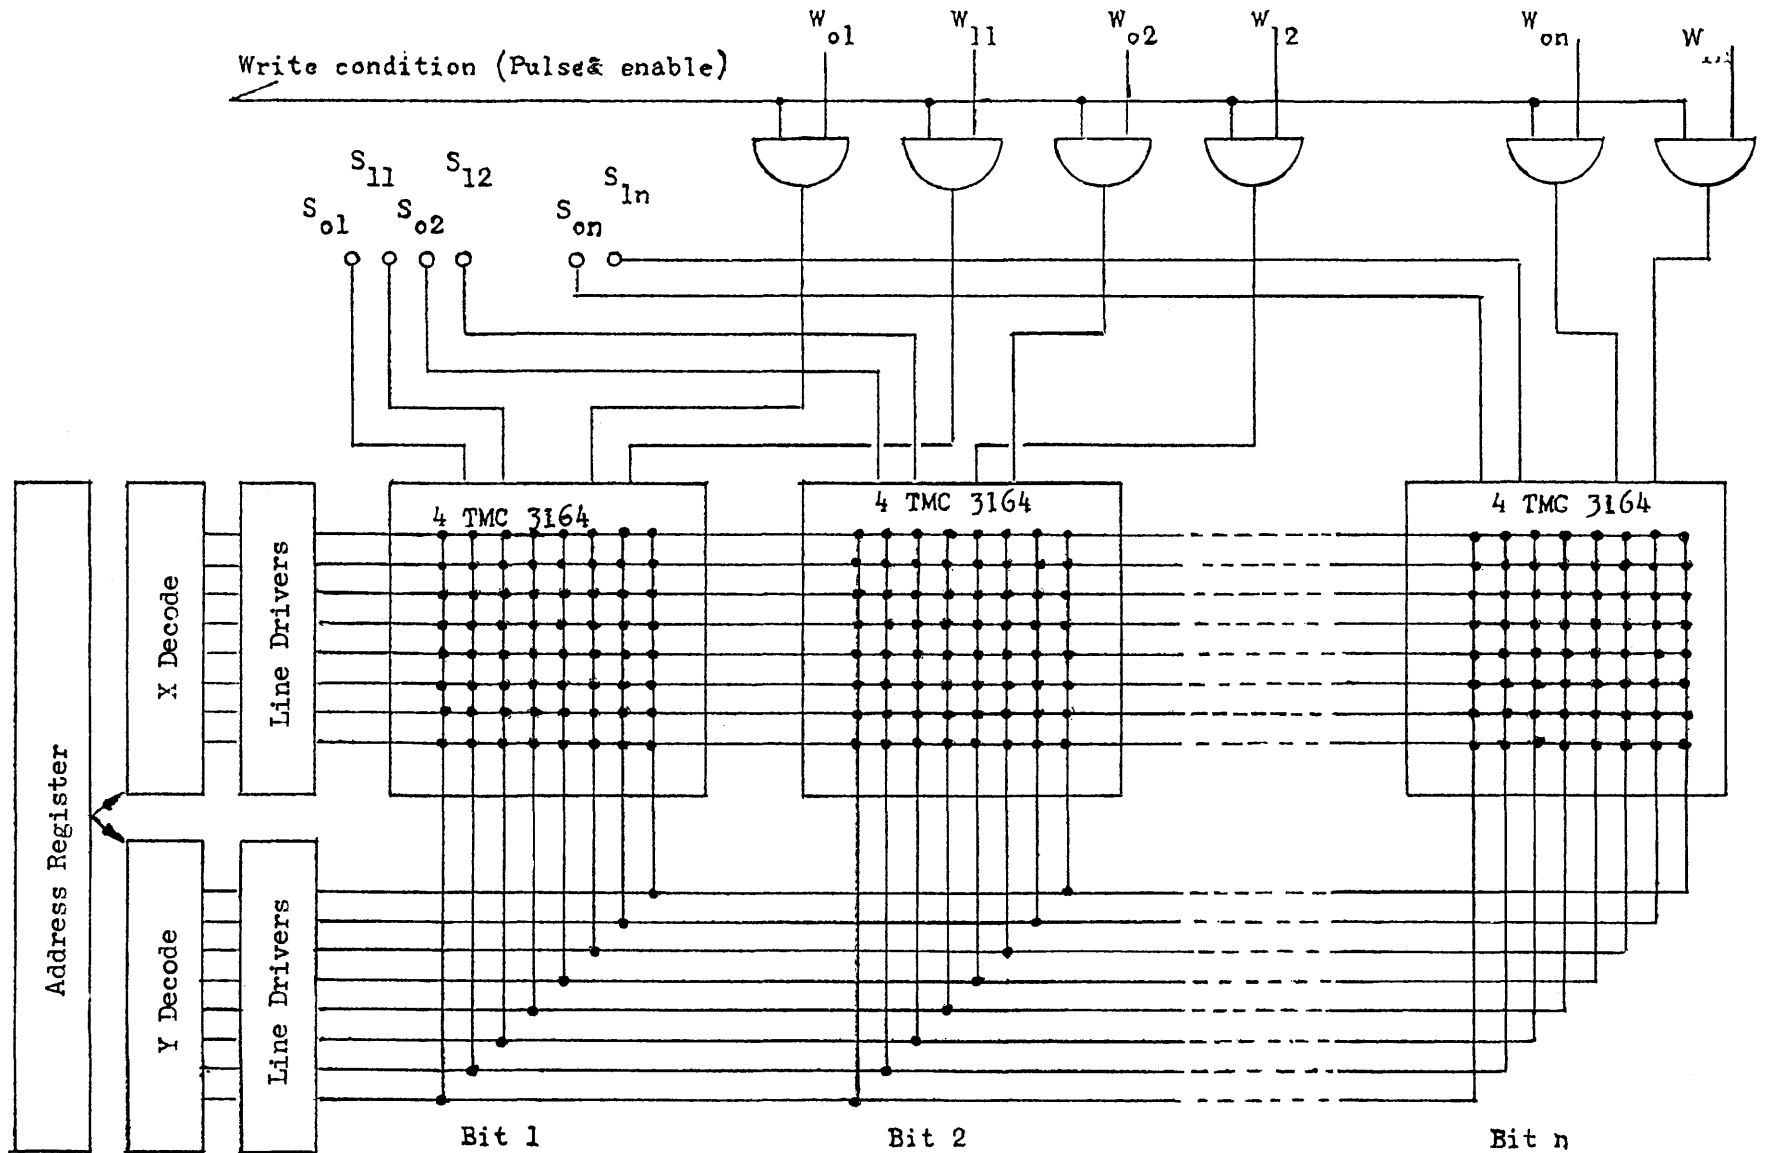 W o1 W 11 W o2 W 12 W on W
Write condition (Pulse& enable)
S 11 S 12 S 1n
S o1 S o2 S on
4 TMC 3164 4 TMC 3164 4 TMC 3164
X Decode
Line Drivers
Address Register
Y Decode
Line Drivers
Bit 1 Bit 2 Bit n